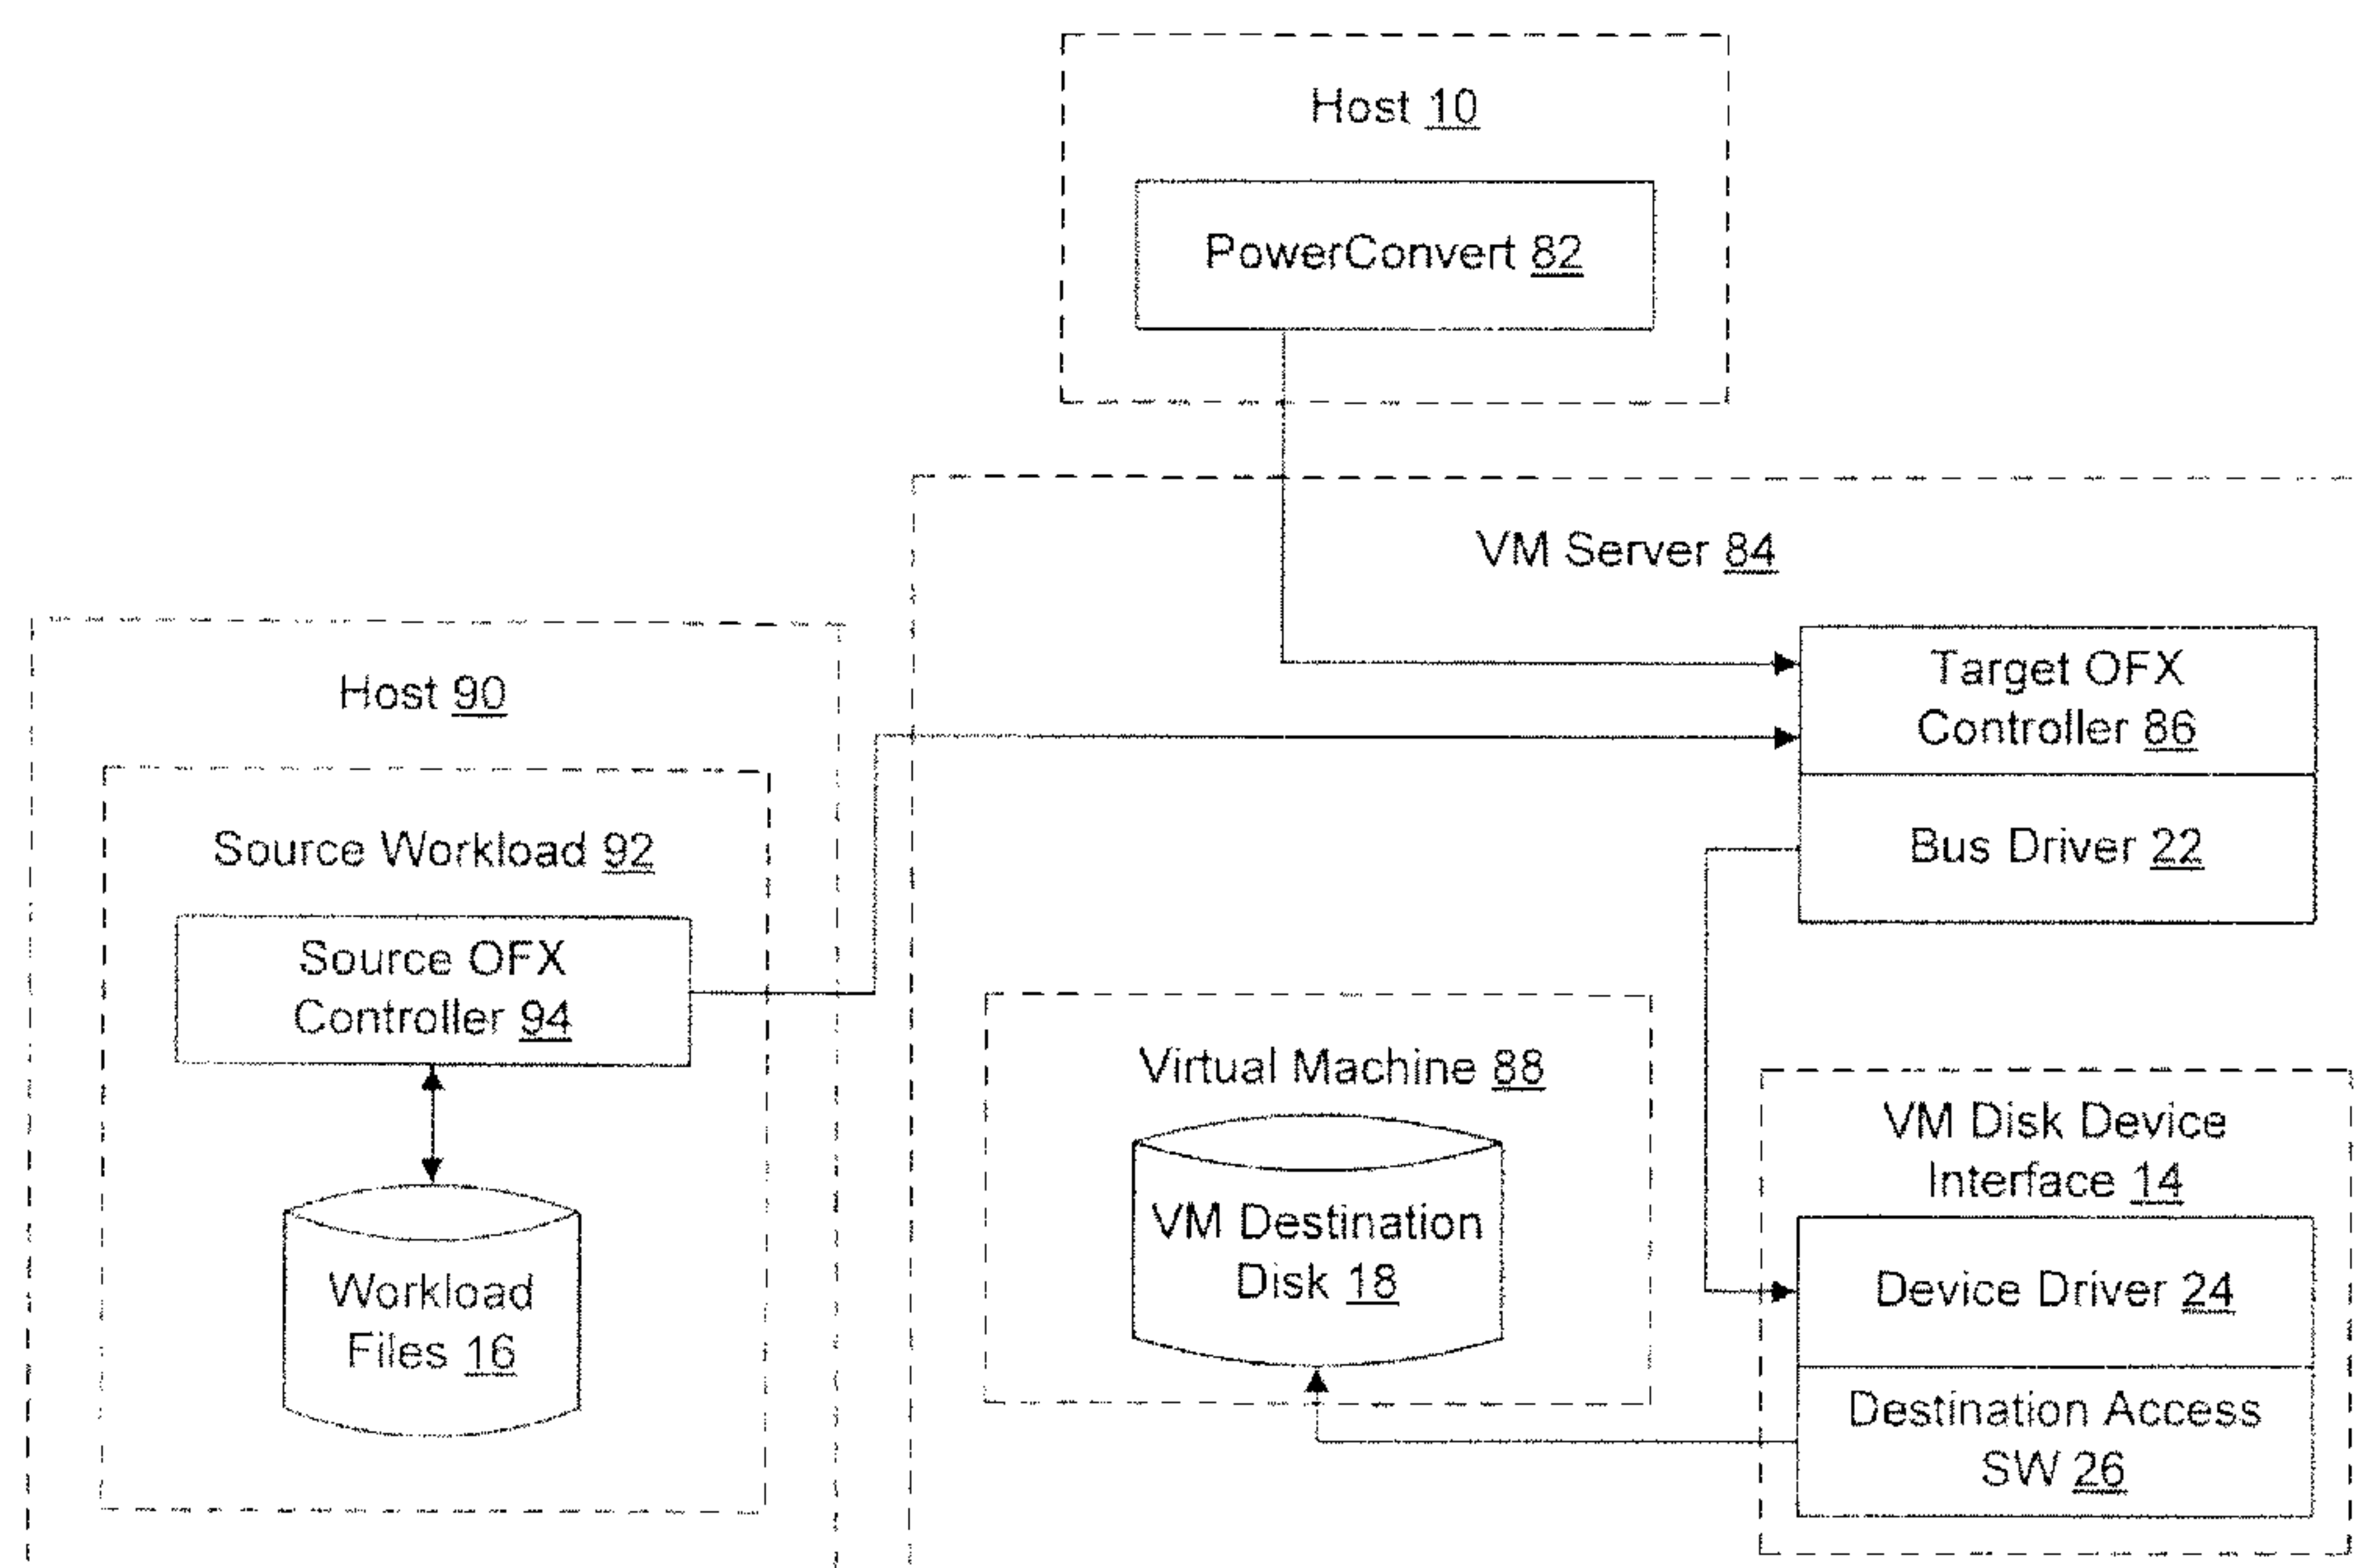 Host 10
PowerConvert 82
VM Server 84
Target OFX
Controller 86
Bus Driver 22
Host 90
Source Workload 92
Source OFX
Controller 94
Workload
Files 16
Virtual Machine 88
VM Destination
Disk 18
VM Disk Device
Interface 14
Device Driver 24
Destination Access
SW 26